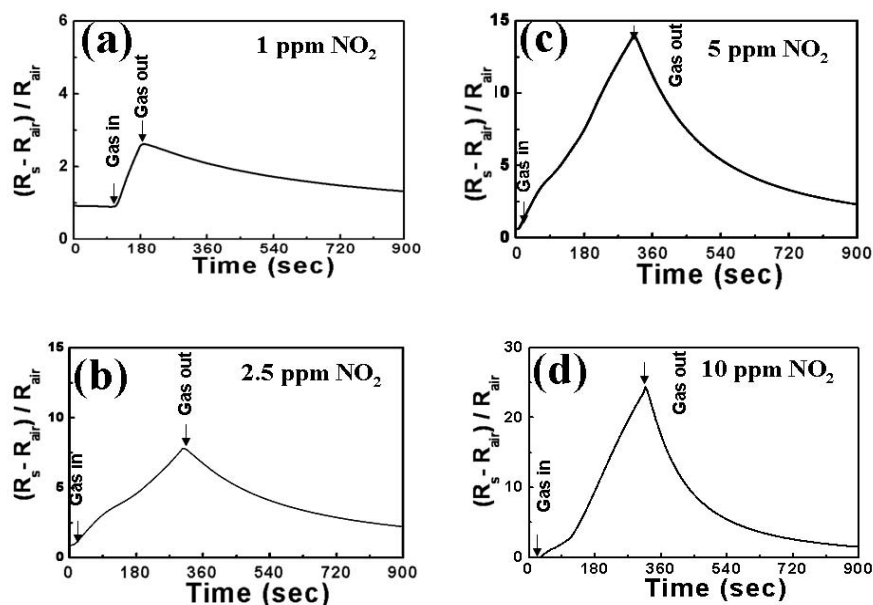 (a)
1 ppm NO₂
(Rₛ - Rₐᵢᵣ) / Rₐᵢᵣ
6
4
2
0
Gas in
Gas out
0 180 360 540 720 900
Time (sec)
(c)
5 ppm NO₂
(Rₛ - Rₐᵢᵣ) / Rₐᵢᵣ
15
10
5
15
Gas in
Gas out
0 180 360 540 720 900
Time (sec)
(b)
2.5 ppm NO₂
(Rₛ - Rₐᵢᵣ) / Rₐᵢᵣ
15
10
5
0
Gas in
Gas out
0 180 360 540 720 900
Time (sec)
(d)
10 ppm NO₂
(Rₛ - Rₐᵢᵣ) / Rₐᵢᵣ
30
20
10
0
Gas in
Gas out
0 180 360 540 720 900
Time (sec)